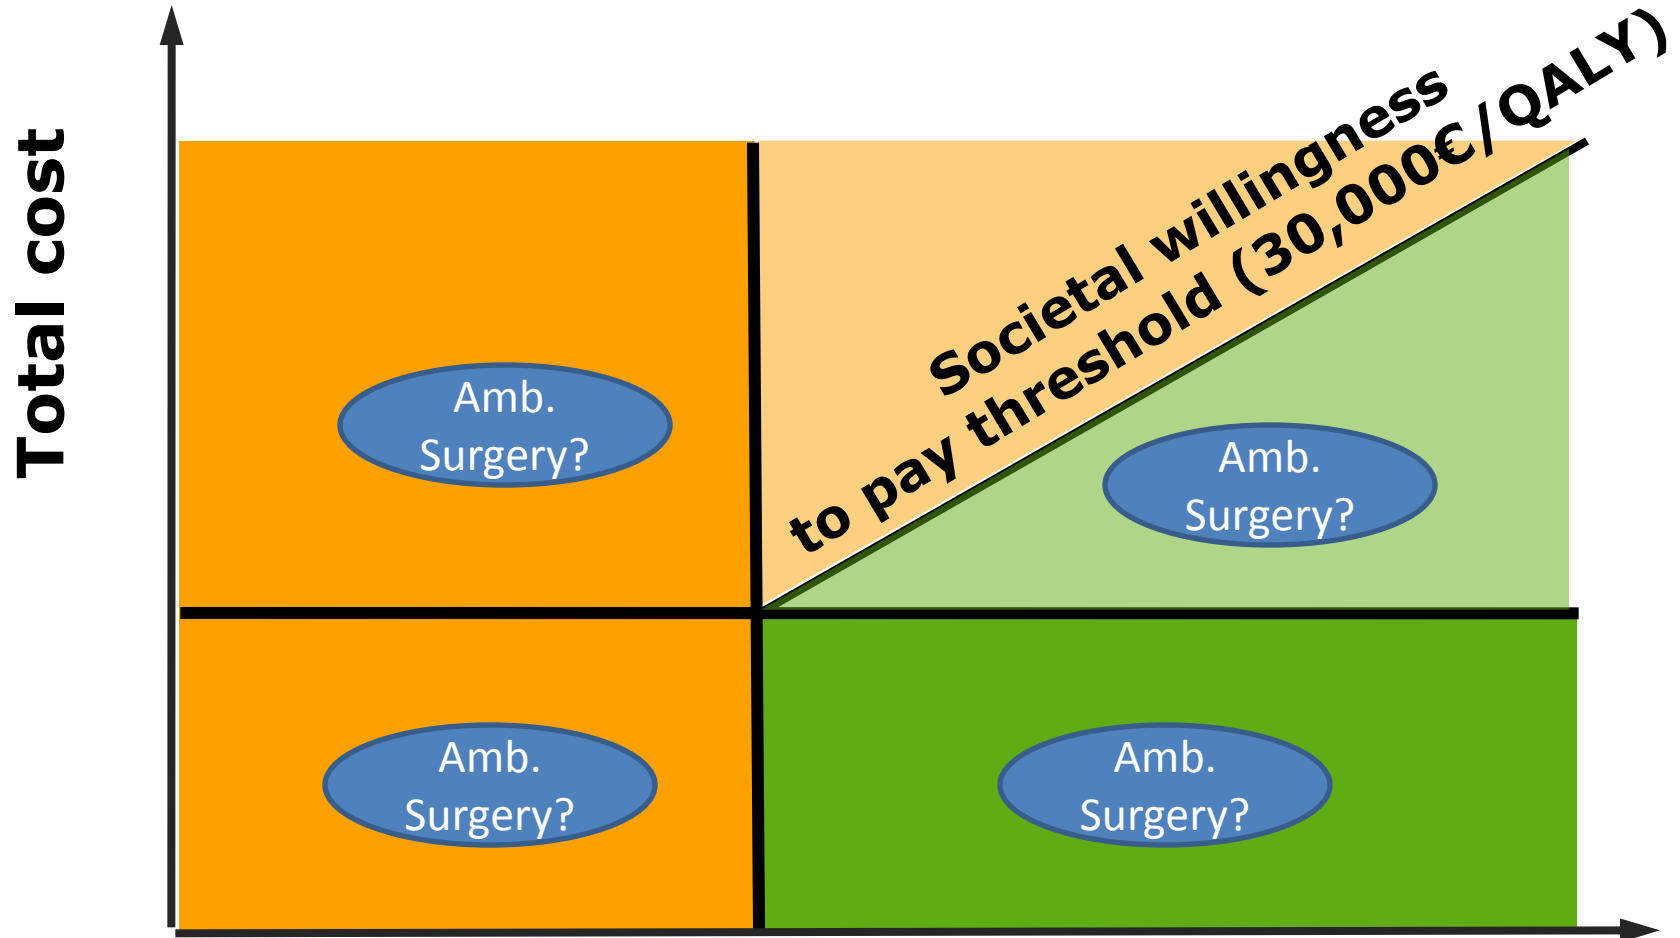 Total cost
Societal willingness
to pay threshold (30,000€/QALY)
Amb.
Surgery?
Amb.
Surgery?
Amb.
Surgery?
Amb.
Surgery?